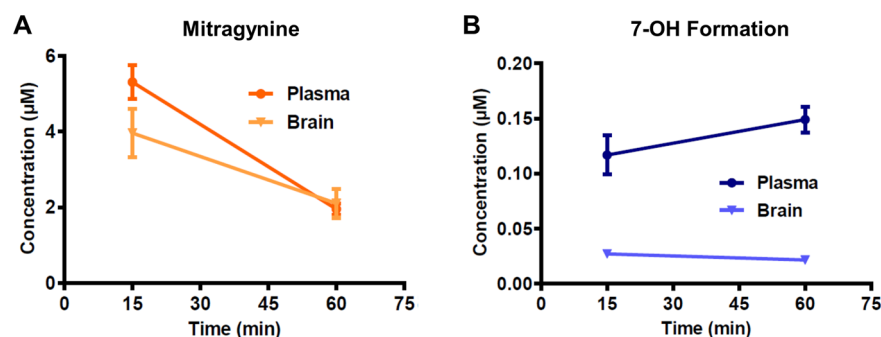 A
Mitragynine
6
4
2
0
Concentration (µM)
Plasma
Brain
0
15
30
45
60
75
Time (min)
B
7-OH Formation
0.20
0.15
0.10
0.05
0.00
Concentration (µM)
Plasma
Brain
0
15
30
45
60
75
Time (min)